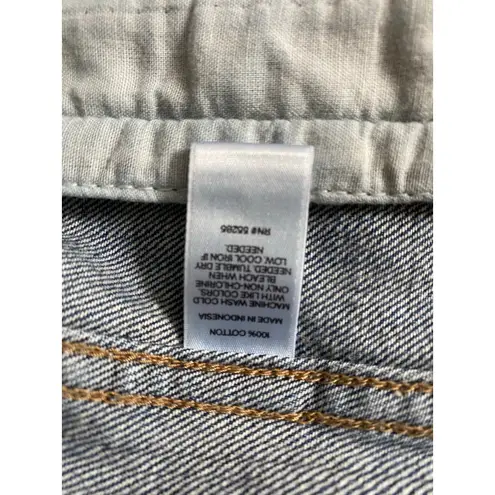 100% COTTON
MADE IN INDONESIA
MACHINE WASH COLD
WITH LIKE COLORS.
ONLY NON-CHLORINE
BLEACH WHEN
NEEDED. TUMBLE DRY
LOW. COOL IRON IF
NEEDED.
RN# 55285